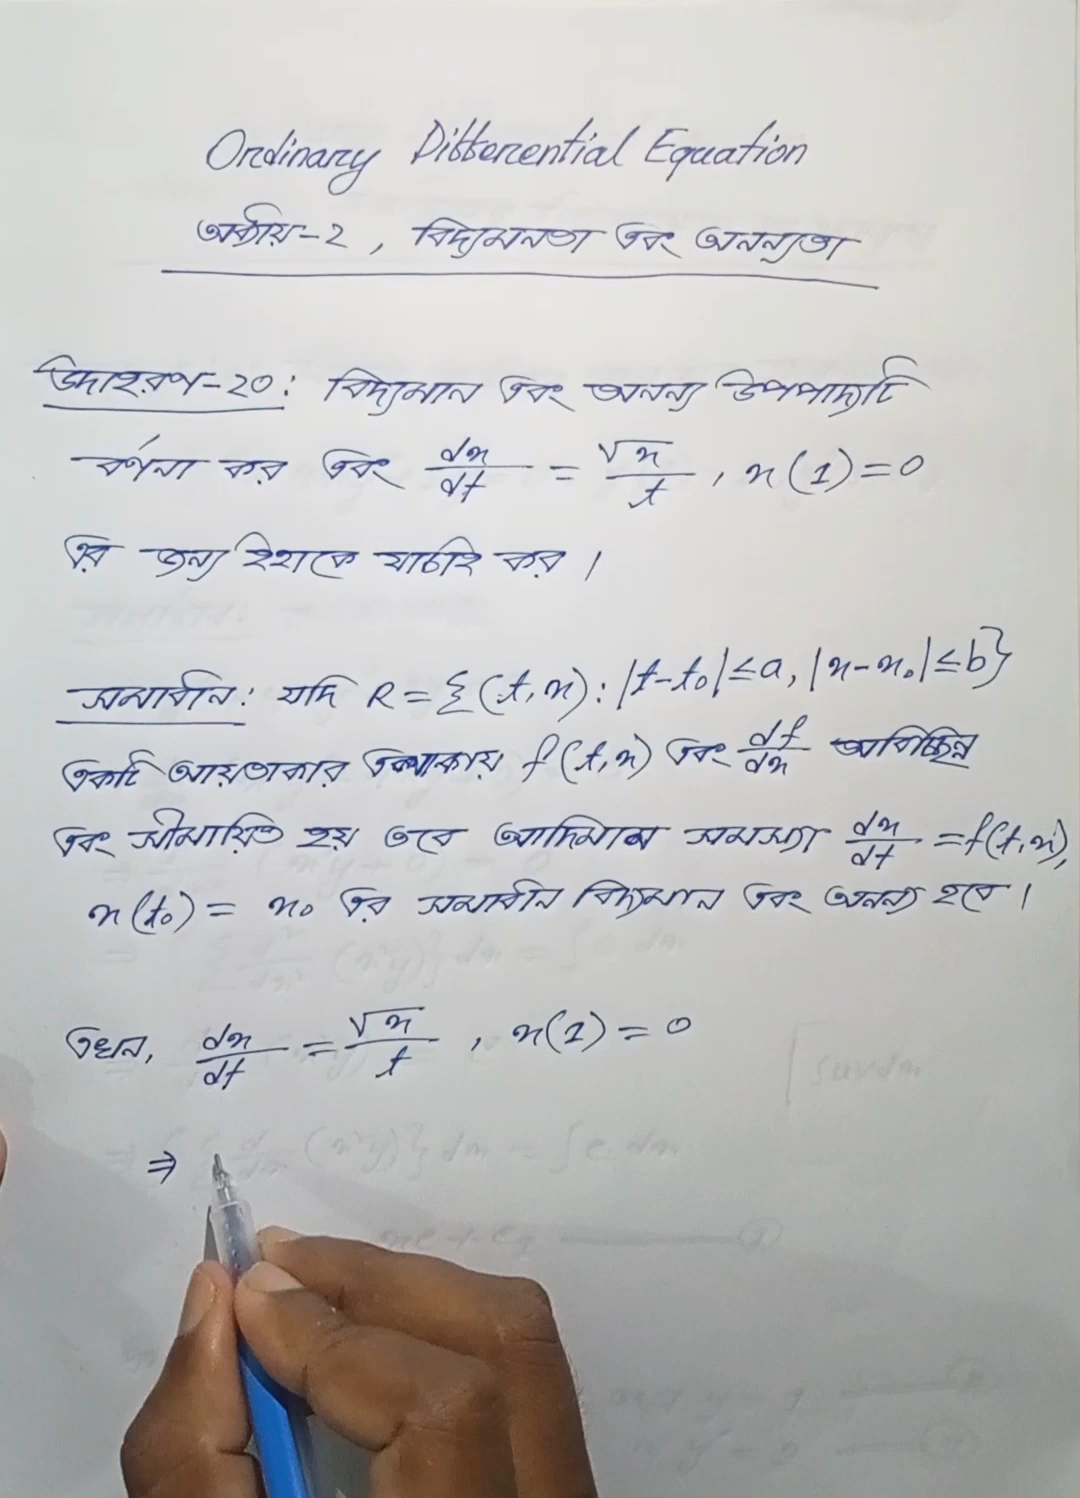 Ordinary Differential Equation
অধ্যায়-2, বিদ্যমানতা এবং অনন্যতা
উদাহরণ-20: বিদ্যমান এবং অনন্য উপপাদ্যটি
বর্ণনা কর এবং dx/dt = √x/t, x(1)=0
এর জন্য ইহাকে যাচাই কর।
সমাধান: যদি R={(t,x): |t-t₀|≤a, |x-x₀|≤b}
একটি আয়তাকার এলাকায় f(t,x) এবং df/dx অবিচ্ছিন্ন
এবং সীমায়িত হয় তবে আদিমান সমস্যা dx/dt =f(t,x),
x(t₀) = x₀ এর সমাধান বিদ্যমান এবং অনন্য হবে।
এখন, dx/dt = √x/t, x(1)=0
⇒